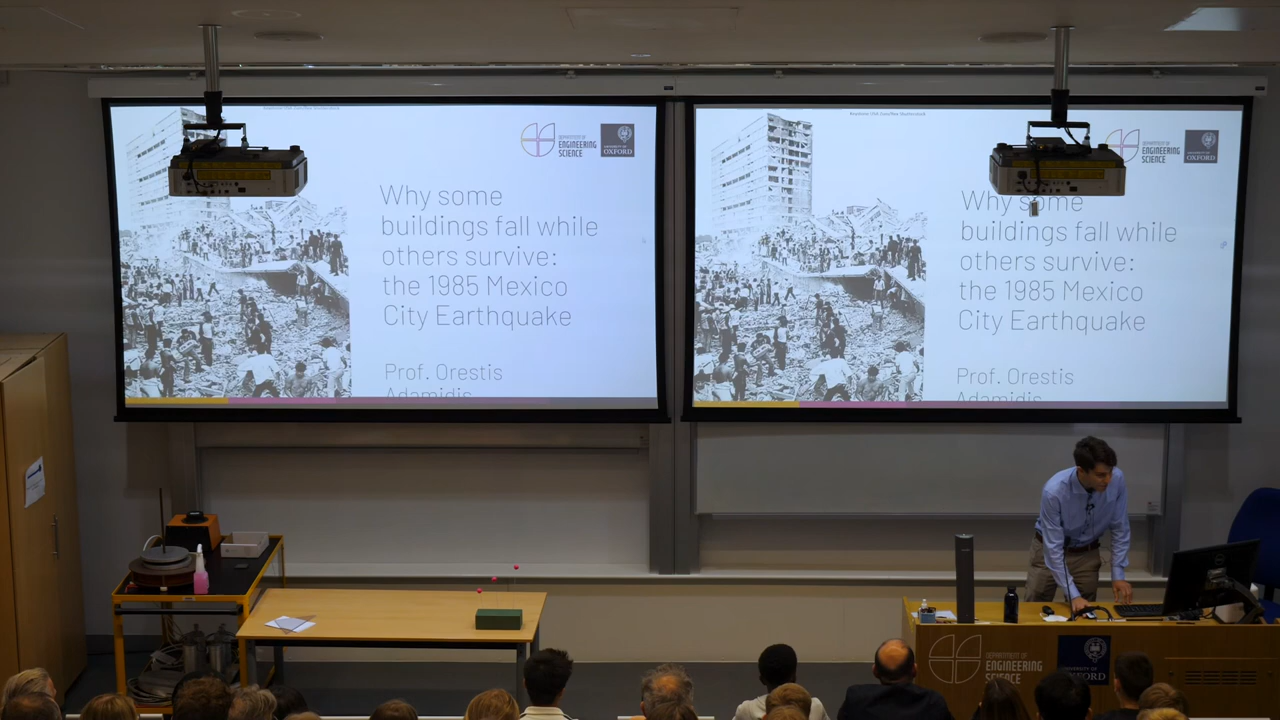 DEPARTMENT OF
ENGINEERING
SCIENCE
UNIVERSITY OF
OXFORD
Why some
buildings fall while
others survive:
the 1985 Mexico
City Earthquake
Prof. Orestis
Adamidis
ENGINEERING
SCIENCE
UNIVERSITY OF
OXFORD
Why some
buildings fall while
others survive:
the 1985 Mexico
City Earthquake
Prof. Orestis
Adamidis
DEPARTMENT OF
ENGINEERING
SCIENCE
UNIVERSITY OF
OXFORD